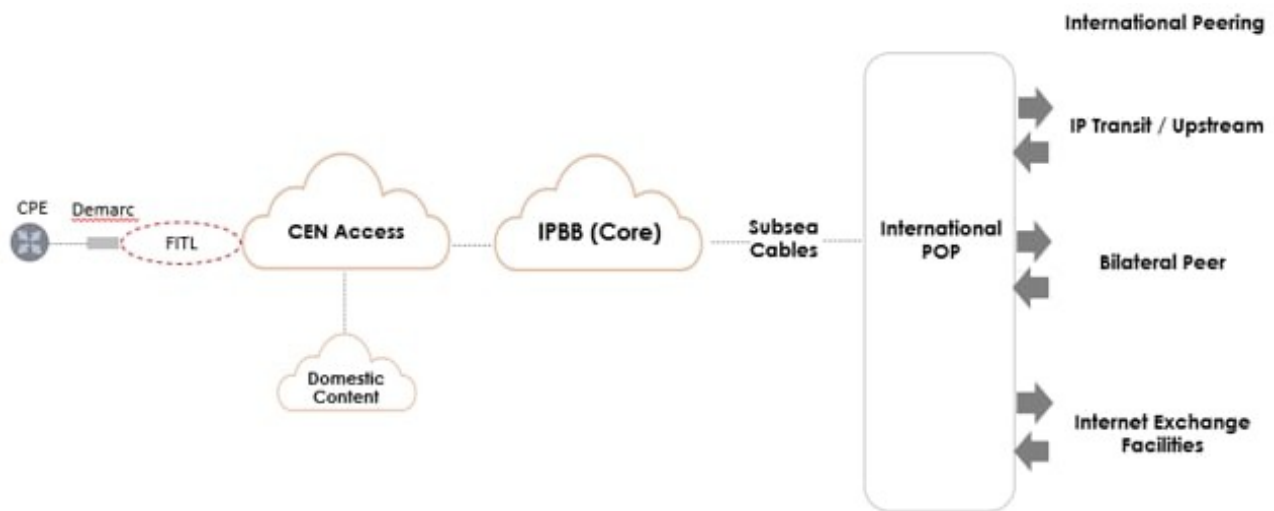 International Peering
IP Transit / Upstream
CPE
Demarc
FITL
CEN Access
IPBB (Core)
Subsea
Cables
International
POP
Bilateral Peer
Domestic
Content
Internet Exchange
Facilities